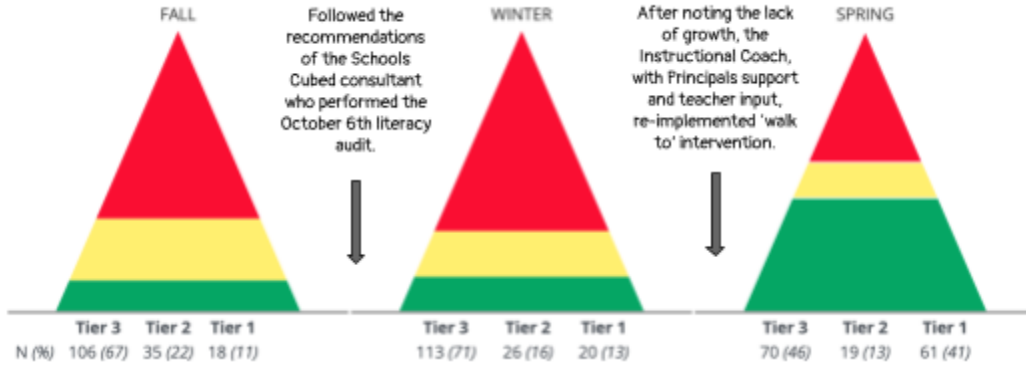 FALL
Followed the
recommendations
of the Schools
Cubed consultant
who performed the
October 6th literacy
audit.
WINTER
After noting the lack
of growth, the
Instructional Coach,
with Principals support
and teacher input,
re-implemented 'walk
to' intervention.
SPRING
Tier 3 Tier 2 Tier 1
N (%) 106 (67) 35 (22) 18 (11)
Tier 3 Tier 2 Tier 1
113 (71) 26 (16) 20 (13)
Tier 3 Tier 2 Tier 1
70 (46) 19 (13) 61 (41)